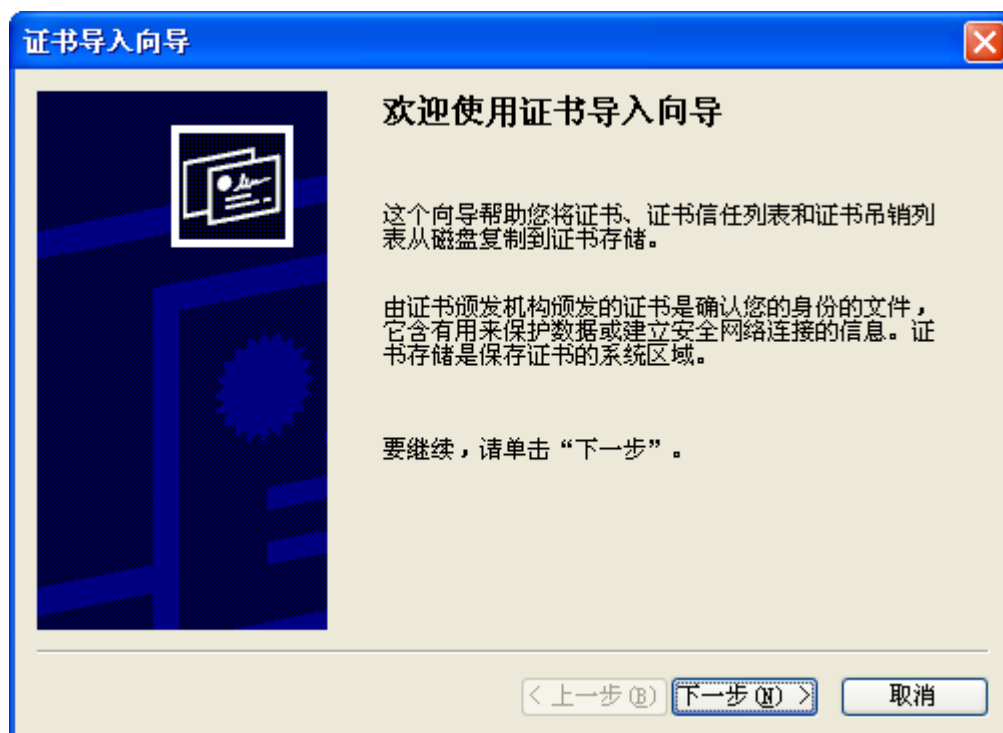 证书导入向导
欢迎使用证书导入向导
这个向导帮助您将证书、证书信任列表和证书吊销列
表从磁盘复制到证书存储。
由证书颁发机构颁发的证书是确认您的身份的文件，
它含有用来保护数据或建立安全网络连接的信息。证
书存储是保存证书的系统区域。
要继续，请单击“下一步”。
< 上一步(B) 下一步(N) > 取消